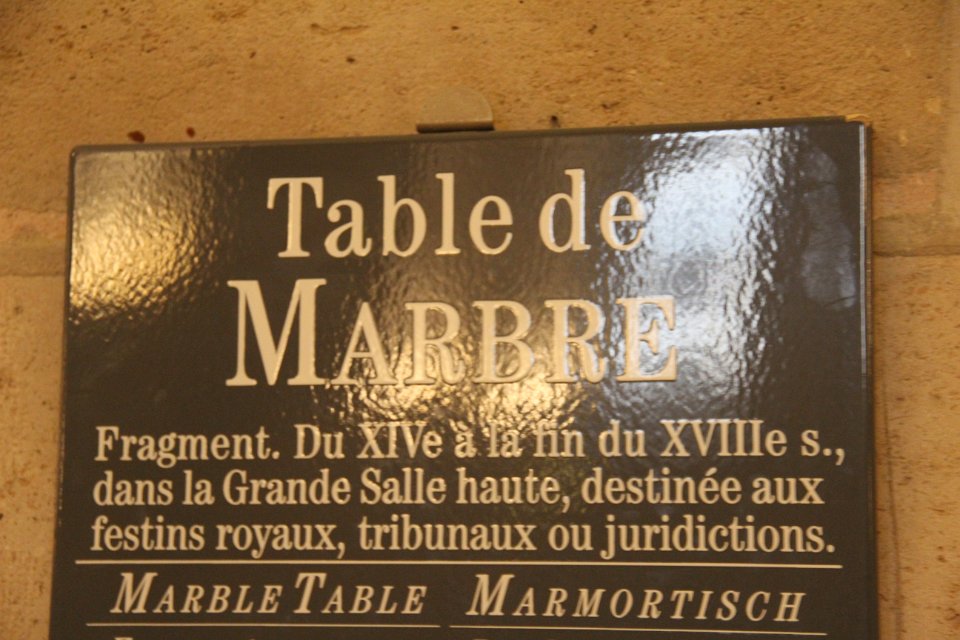 Table de
MARBRE
Fragment. Du XIVe à la fin du XVIIIe s.,
dans la Grande Salle haute, destinée aux
festins royaux, tribunaux ou juridictions.
MARBLE TABLE MARMORTISCH